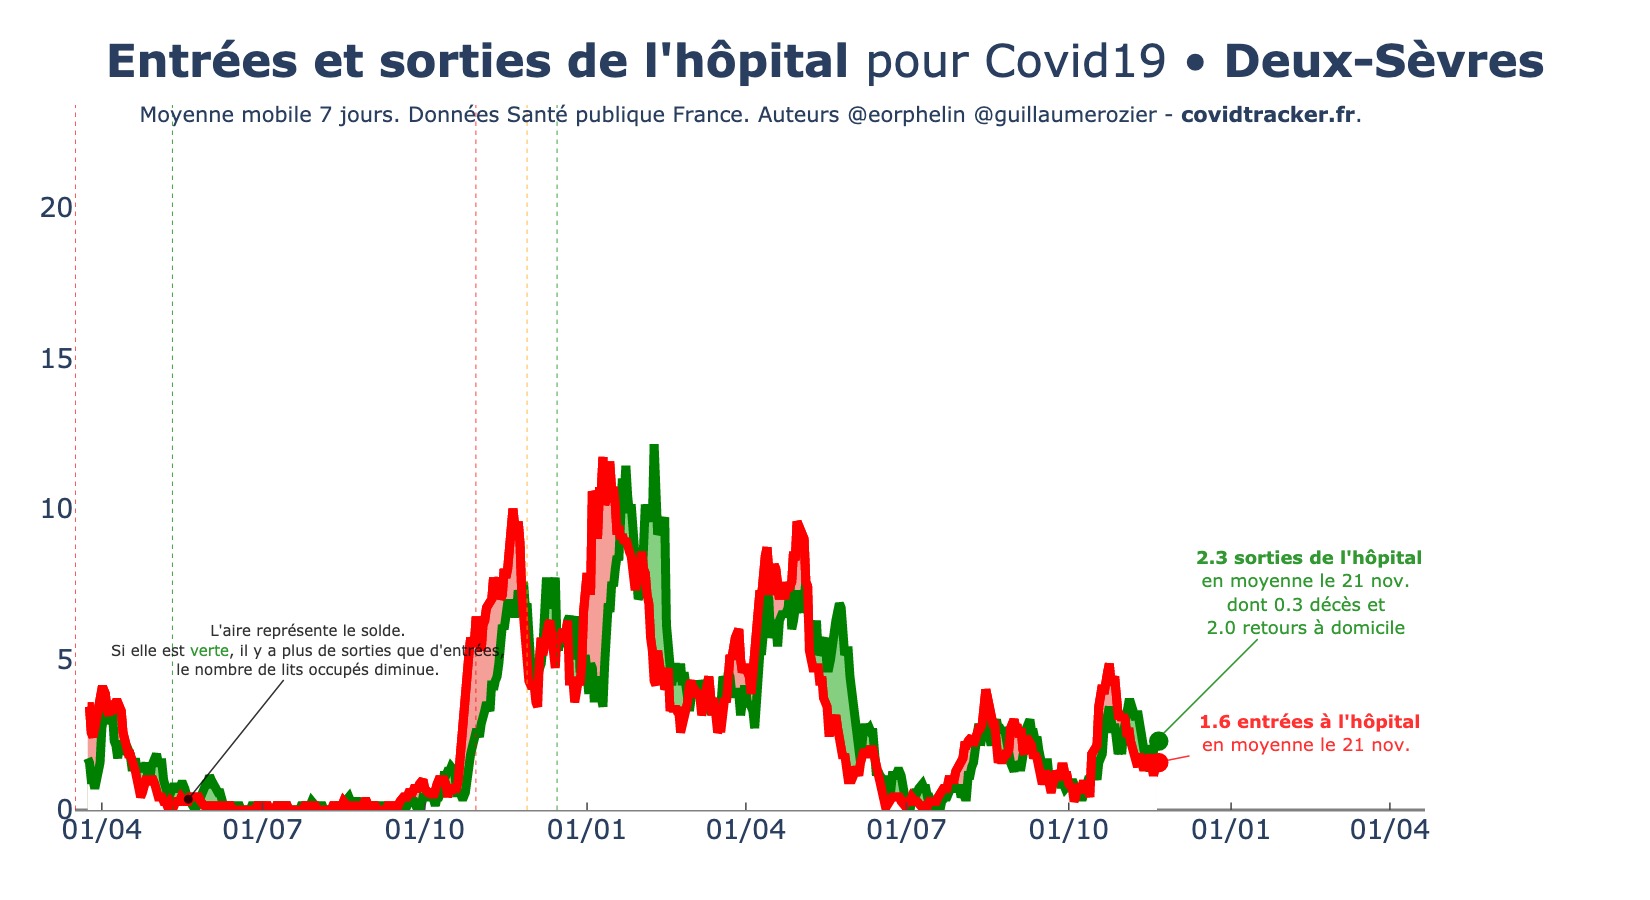 Entrées et sorties de l'hôpital pour Covid19 • Deux-Sèvres
Moyenne mobile 7 jours. Données Santé publique France. Auteurs @eorphelin @guillaumerozier - covidtracker.fr.
20
15
10
5
0
L'aire représente le solde.
Si elle est verte, il y a plus de sorties que d'entrées,
le nombre de lits occupés diminue.
2.3 sorties de l'hôpital
en moyenne le 21 nov.
dont 0.3 décès et
2.0 retours à domicile
1.6 entrées à l'hôpital
en moyenne le 21 nov.
01/04 01/07 01/10 01/01 01/04 01/07 01/10 01/01 01/04